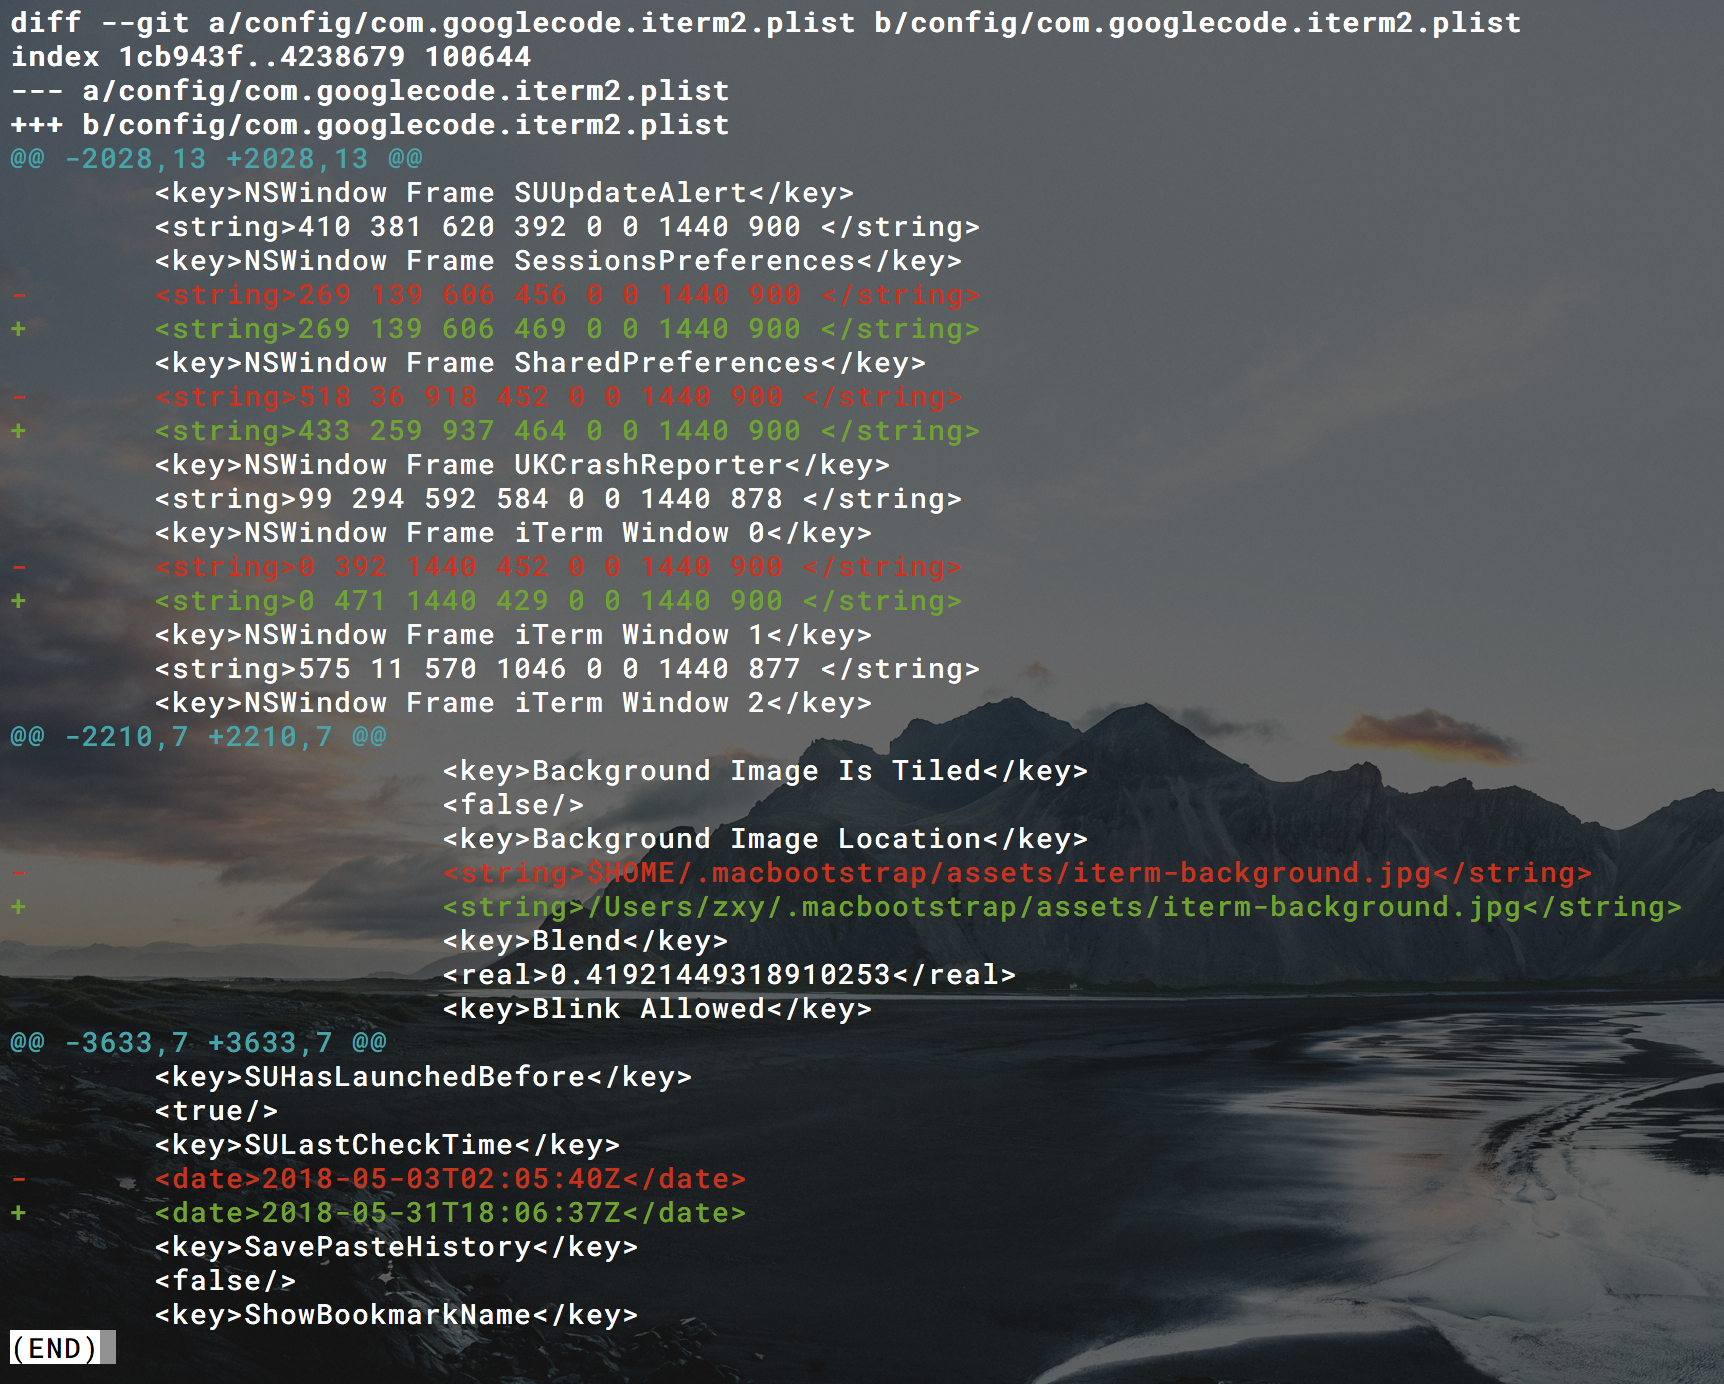 diff --git a/config/com.googlecode.iterm2.plist b/config/com.googlecode.iterm2.plist
index 1cb943f..4238679 100644
--- a/config/com.googlecode.iterm2.plist
+++ b/config/com.googlecode.iterm2.plist
@@ -2028,13 +2028,13 @@
        <key>NSWindow Frame SUUpdateAlert</key>
        <string>410 381 620 392 0 0 1440 900 </string>
        <key>NSWindow Frame SessionsPreferences</key>
-       <string>269 139 606 456 0 0 1440 900 </string>
+       <string>269 139 606 469 0 0 1440 900 </string>
        <key>NSWindow Frame SharedPreferences</key>
-       <string>518 36 918 452 0 0 1440 900 </string>
+       <string>433 259 937 464 0 0 1440 900 </string>
        <key>NSWindow Frame UKCrashReporter</key>
        <string>99 294 592 584 0 0 1440 878 </string>
        <key>NSWindow Frame iTerm Window 0</key>
-       <string>0 392 1440 452 0 0 1440 900 </string>
+       <string>0 471 1440 429 0 0 1440 900 </string>
        <key>NSWindow Frame iTerm Window 1</key>
        <string>575 11 570 1046 0 0 1440 877 </string>
        <key>NSWindow Frame iTerm Window 2</key>
@@ -2210,7 +2210,7 @@
                        <key>Background Image Is Tiled</key>
                        <false/>
                        <key>Background Image Location</key>
-                       <string>$HOME/.macbootstrap/assets/iterm-background.jpg</string>
+                       <string>/Users/zxy/.macbootstrap/assets/iterm-background.jpg</string>
                        <key>Blend</key>
                        <real>0.41921449318910253</real>
                        <key>Blink Allowed</key>
@@ -3633,7 +3633,7 @@
        <key>SUHasLaunchedBefore</key>
        <true/>
        <key>SULastCheckTime</key>
-       <date>2018-05-03T02:05:40Z</date>
+       <date>2018-05-31T18:06:37Z</date>
        <key>SavePasteHistory</key>
        <false/>
        <key>ShowBookmarkName</key>
(END)